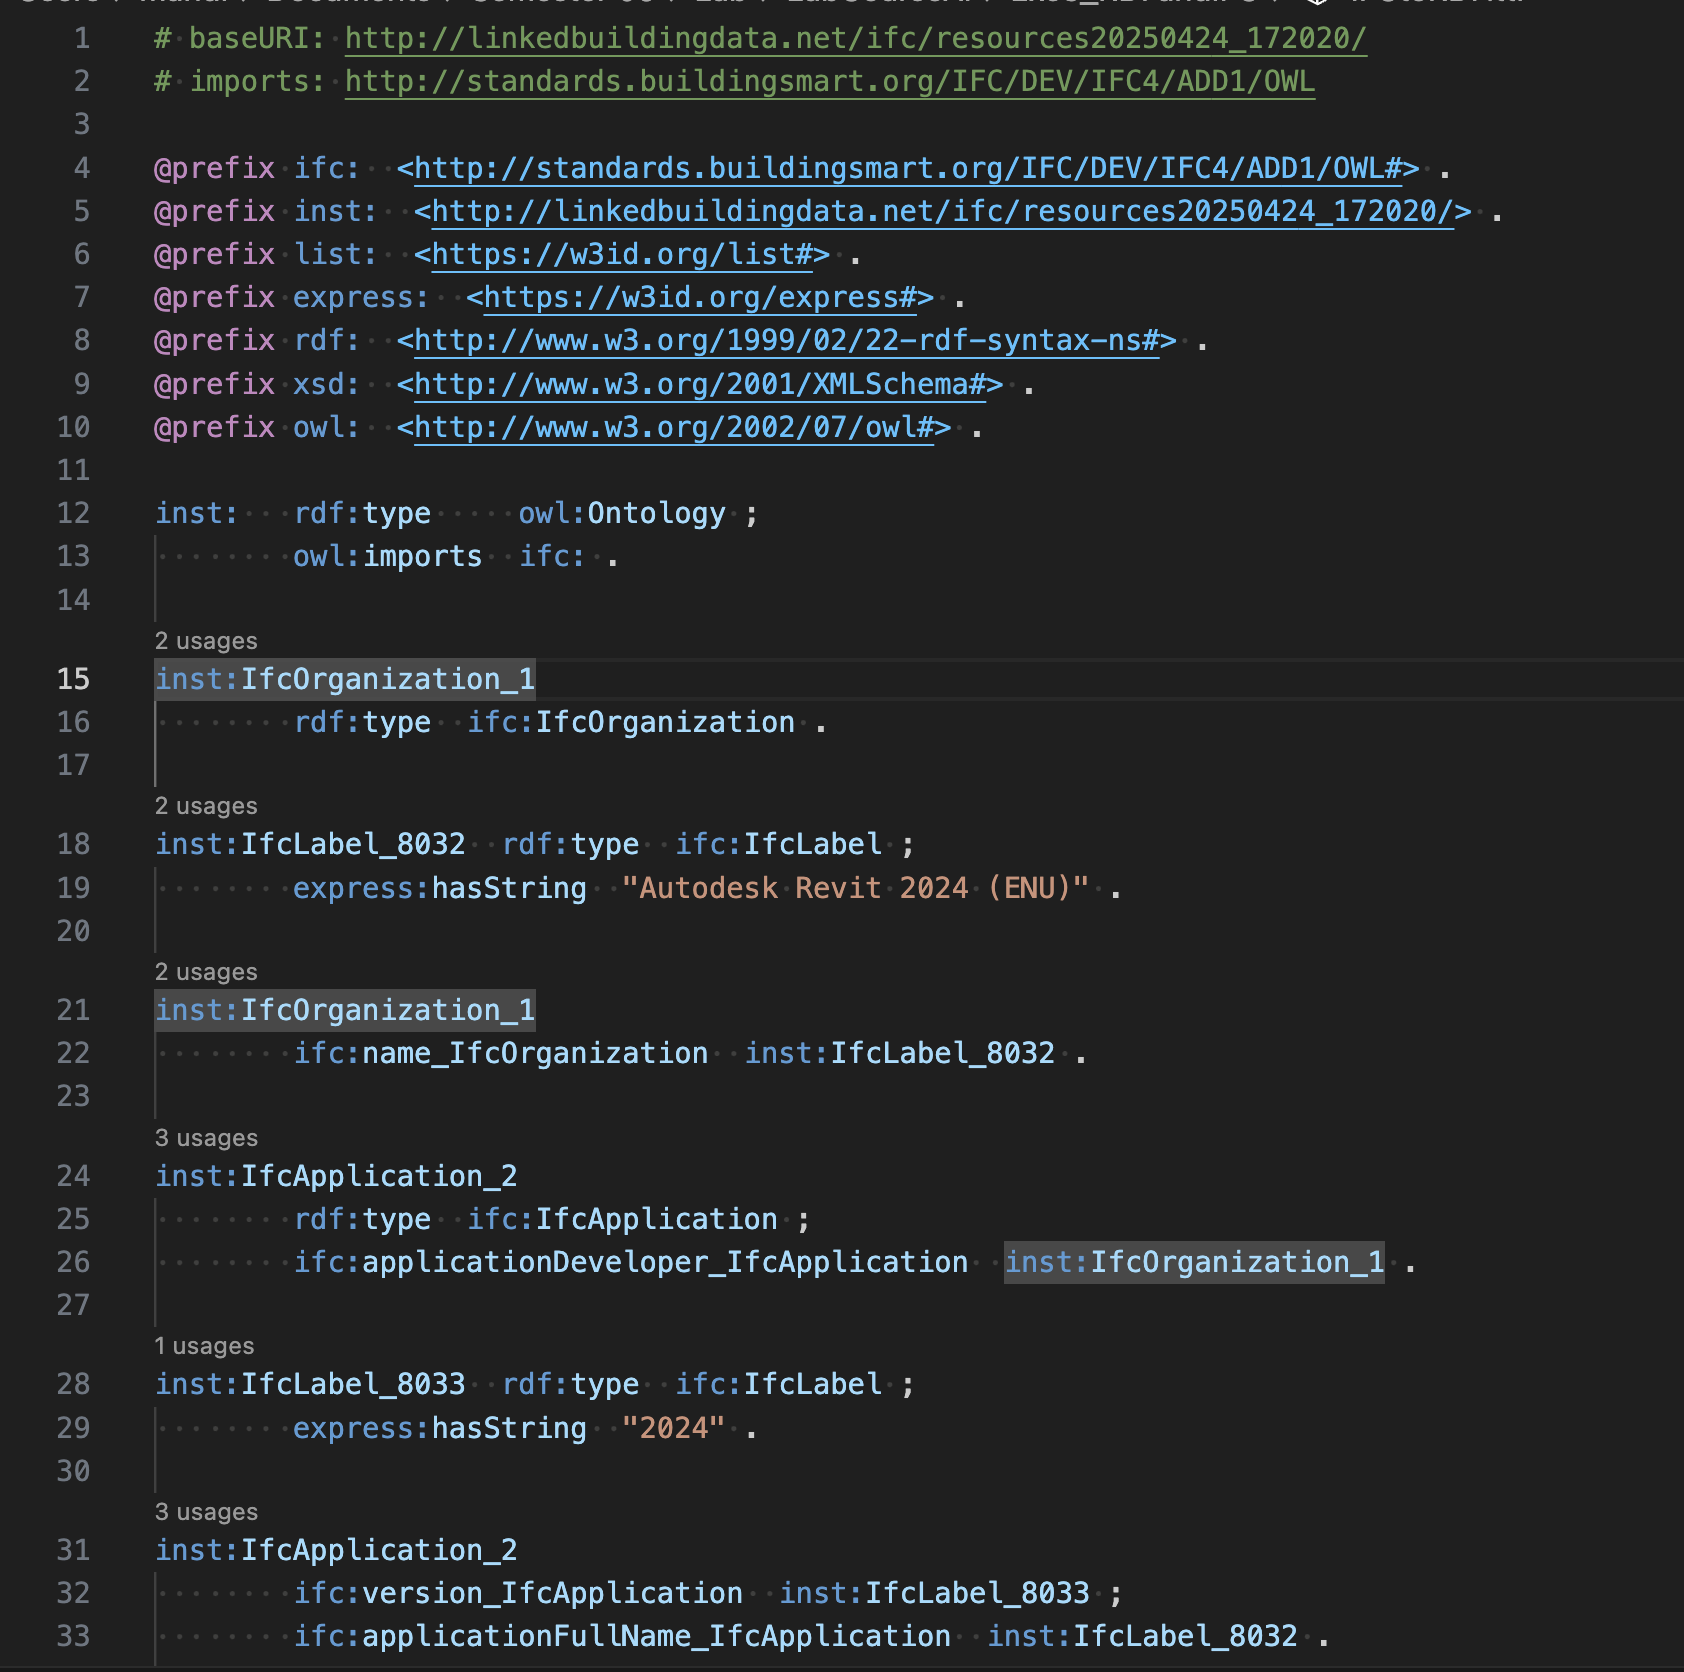 1 # baseURI: http://linkedbuildingdata.net/ifc/resources20250424_172020/
2 # imports: http://standards.buildingsmart.org/IFC/DEV/IFC4/ADD1/OWL
3
4 @prefix ifc: <http://standards.buildingsmart.org/IFC/DEV/IFC4/ADD1/OWL#> .
5 @prefix inst: <http://linkedbuildingdata.net/ifc/resources20250424_172020/> .
6 @prefix list: <https://w3id.org/list#> .
7 @prefix express: <https://w3id.org/express#> .
8 @prefix rdf: <http://www.w3.org/1999/02/22-rdf-syntax-ns#> .
9 @prefix xsd: <http://www.w3.org/2001/XMLSchema#> .
10 @prefix owl: <http://www.w3.org/2002/07/owl#> .
11
12 inst: rdf:type owl:Ontology ;
13 owl:imports ifc: .
14
2 usages
15 inst:IfcOrganization_1
16 rdf:type ifc:IfcOrganization .
17
2 usages
18 inst:IfcLabel_8032 rdf:type ifc:IfcLabel ;
19 express:hasString "Autodesk Revit 2024 (ENU)" .
20
2 usages
21 inst:IfcOrganization_1
22 ifc:name_IfcOrganization inst:IfcLabel_8032 .
23
3 usages
24 inst:IfcApplication_2
25 rdf:type ifc:IfcApplication ;
26 ifc:applicationDeveloper_IfcApplication inst:IfcOrganization_1 .
27
1 usages
28 inst:IfcLabel_8033 rdf:type ifc:IfcLabel ;
29 express:hasString "2024" .
30
3 usages
31 inst:IfcApplication_2
32 ifc:version_IfcApplication inst:IfcLabel_8033 ;
33 ifc:applicationFullName_IfcApplication inst:IfcLabel_8032 .